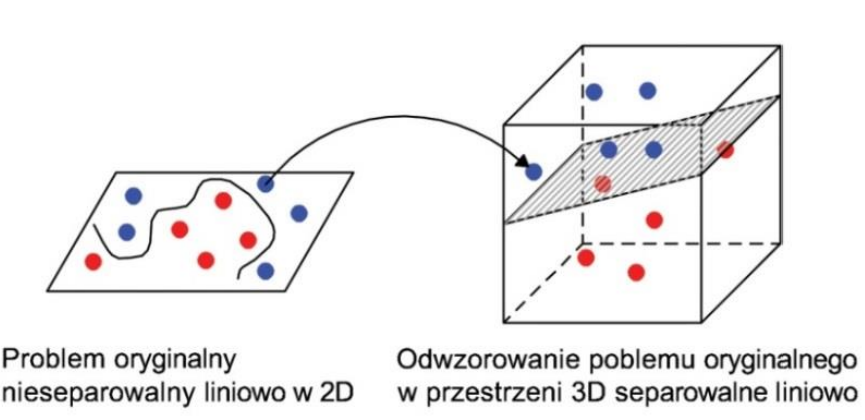 Problem oryginalny
nieseparowalny liniowo w 2D
Odwzorowanie poblemu oryginalnego
w przestrzeni 3D separowalne liniowo